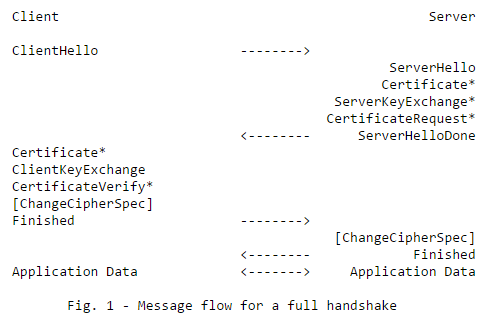 Client                                               Server

ClientHello                  -------->
                                                ServerHello
                                               Certificate*
                                         ServerKeyExchange*
                                        CertificateRequest*
                             <--------      ServerHelloDone
Certificate*
ClientKeyExchange
CertificateVerify*
[ChangeCipherSpec]
Finished                     -------->
                                         [ChangeCipherSpec]
                             <--------             Finished
Application Data             <------->     Application Data

       Fig. 1 - Message flow for a full handshake